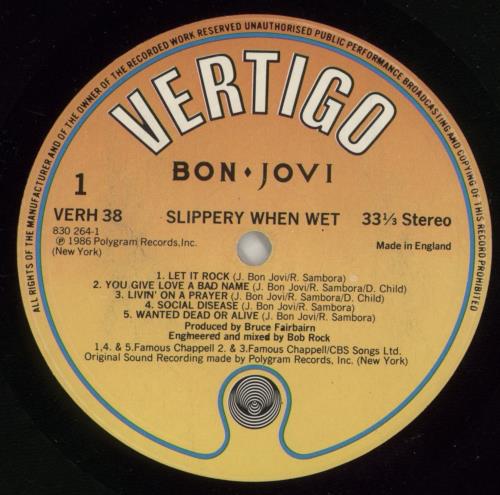 ALL RIGHTS OF THE MANUFACTURER AND OF THE OWNER OF THE RECORDED WORK RESERVED UNAUTHORISED PUBLIC PERFORMANCE BROADCASTING AND COPYING OF THIS RECORD PROHIBITED
VERTIGO
BON • JOVI
1
VERH 38 SLIPPERY WHEN WET 33⅓ Stereo
830 264-1
℗ 1986 Polygram Records,Inc. Made in England
(New York)
1. LET IT ROCK (J. Bon Jovi/R. Sambora)
2. YOU GIVE LOVE A BAD NAME (J. Bon Jovi/R. Sambora/D. Child)
3. LIVIN' ON A PRAYER (J. Bon Jovi/R. Sambora/D. Child)
4. SOCIAL DISEASE (J. Bon Jovi/R. Sambora)
5. WANTED DEAD OR ALIVE (J. Bon Jovi/R. Sambora)
Produced by Bruce Fairbairn
Engineered and mixed by Bob Rock
1,4. & 5.Famous Chappell 2. & 3.Famous Chappell/CBS Songs Ltd.
Original Sound Recording made by Polygram Records, Inc. (New York)